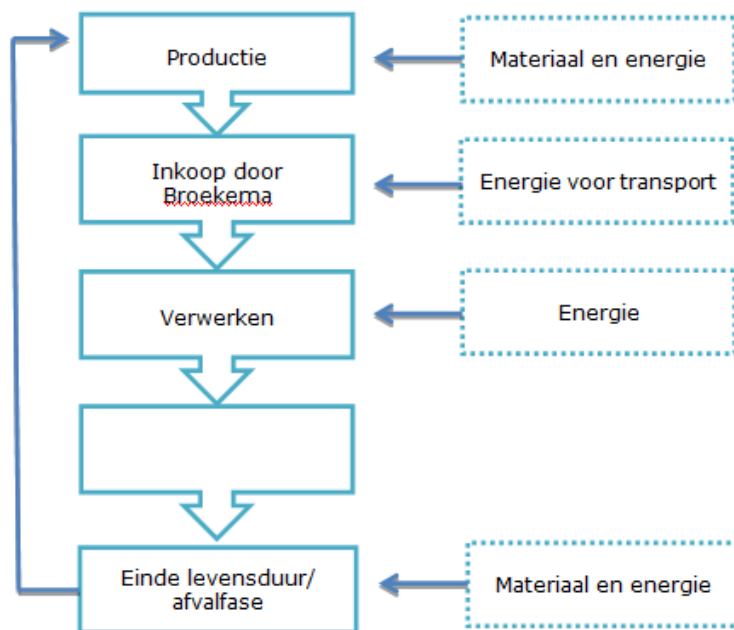 Productie
Materiaal en energie
Inkoop door
Broekema
Energie voor transport
Verwerken
Energie
Einde levensduur/
afvalfase
Materiaal en energie